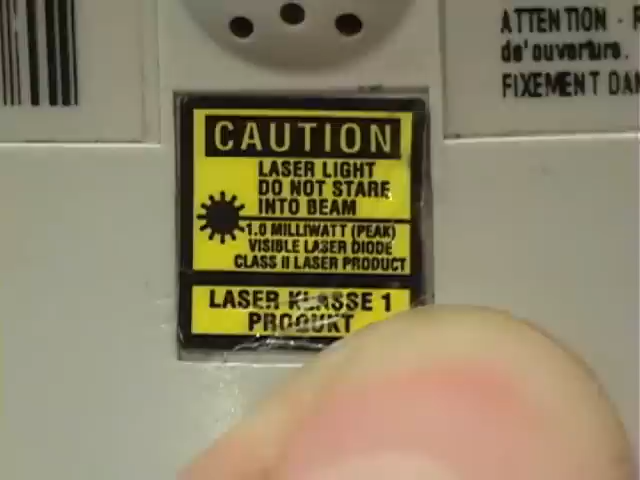 ATTENTION -
de'ouverture.
FIXEMENT DAN
CAUTION
LASER LIGHT
DO NOT STARE
INTO BEAM
1.0 MILLIWATT (PEAK)
VISIBLE LASER DIODE
CLASS II LASER PRODUCT
LASER KLASSE 1
PRODUKT